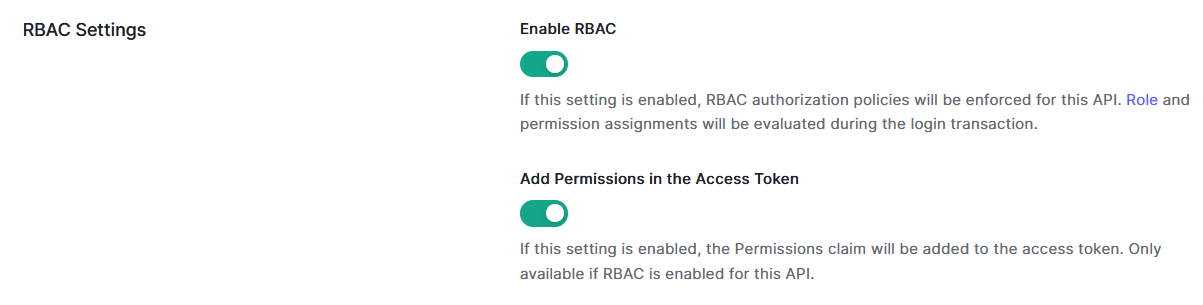 RBAC Settings
Enable RBAC
If this setting is enabled, RBAC authorization policies will be enforced for this API. Role and
permission assignments will be evaluated during the login transaction.
Add Permissions in the Access Token
If this setting is enabled, the Permissions claim will be added to the access token. Only
available if RBAC is enabled for this API.